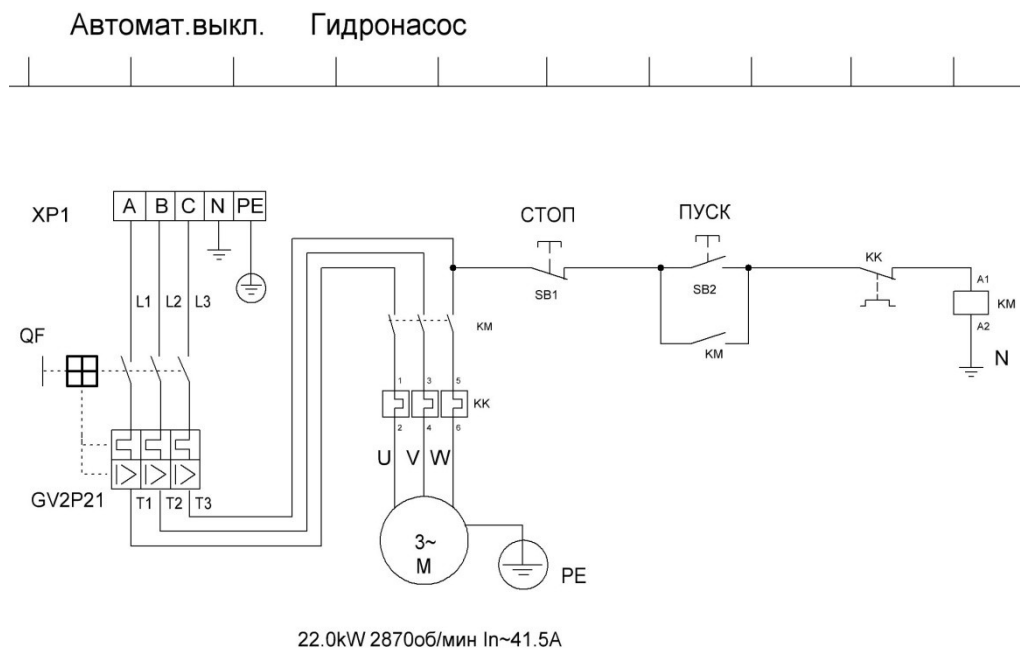 Автомат.выкл. Гидронасос
XP1
A B C N PE
СТОП
ПУСК
SB1
SB2
KK
A1
KM
A2
N
KM
L1 L2 L3
QF
KM
1 3 5
KK
2 4 6
U V W
GV2P21
T1 T2 T3
3~
M
PE
22.0kW 2870об/мин In~41.5A